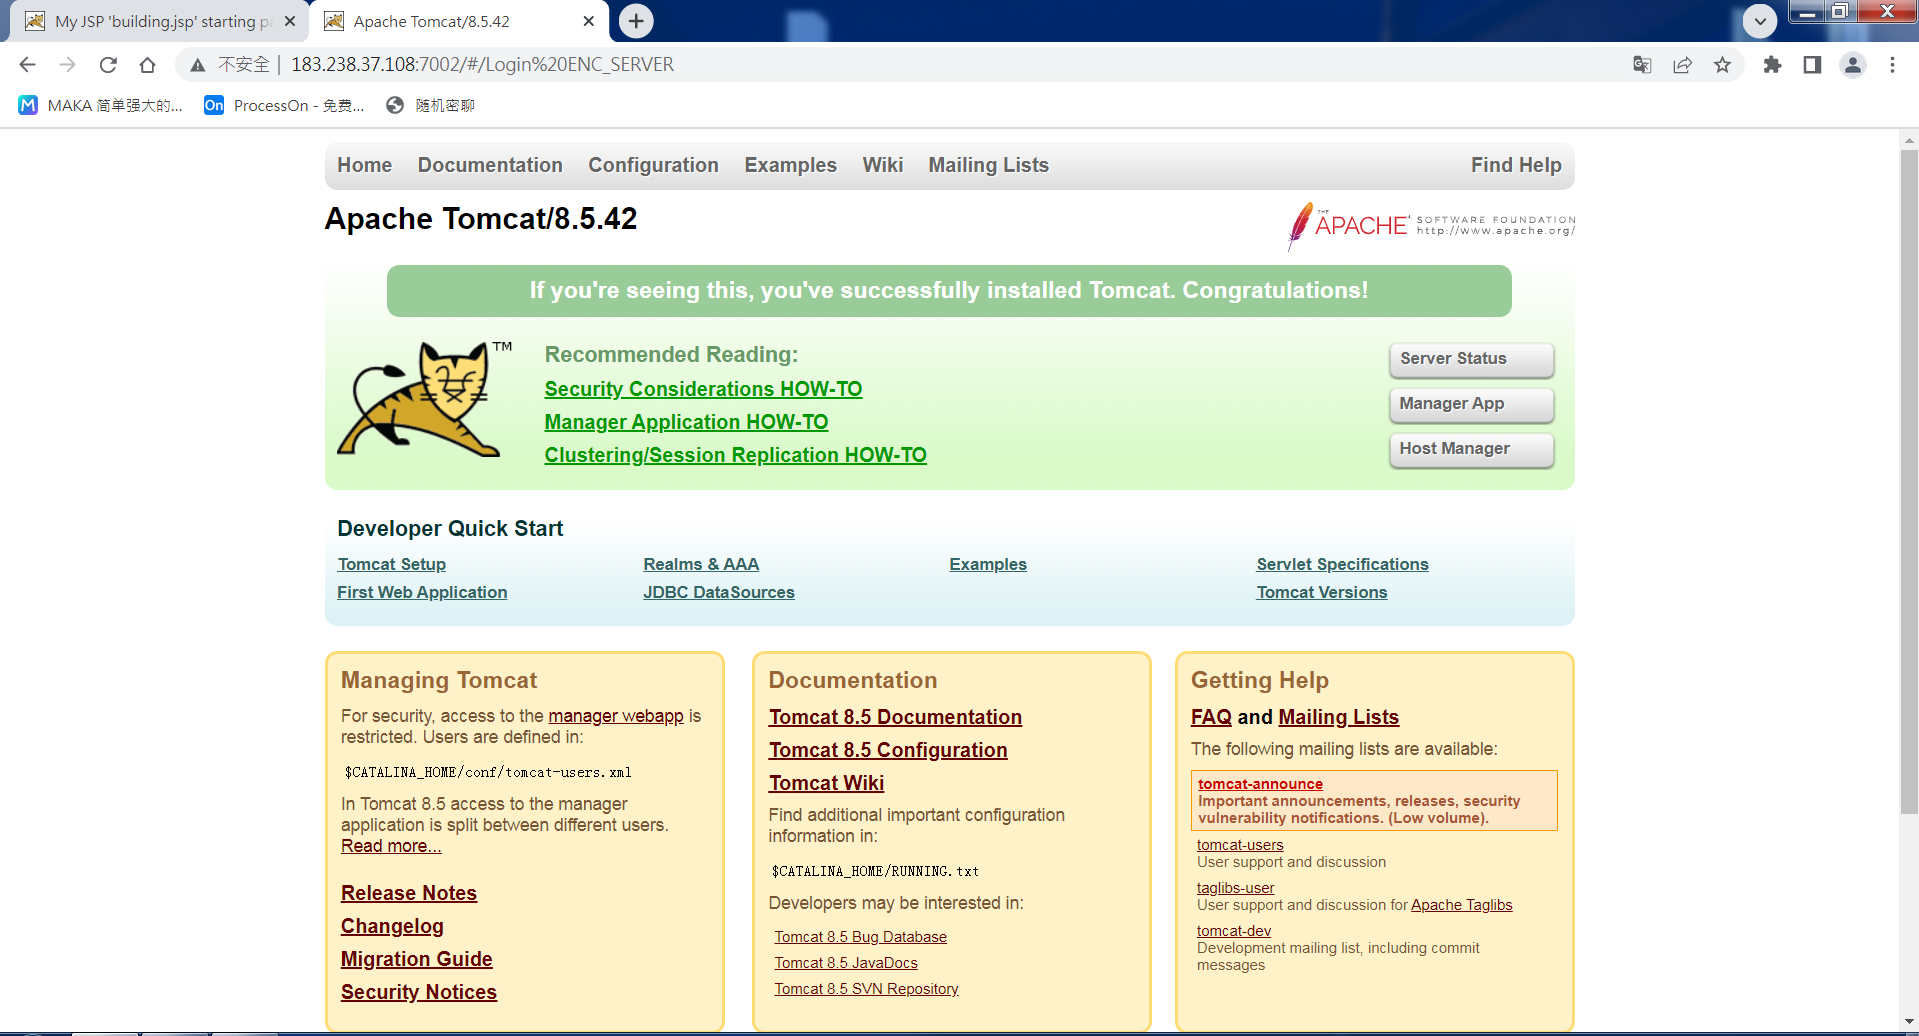 My JSP 'building.jsp' starting pa
Apache Tomcat/8.5.42
不安全 | 183.238.37.108:7002/#/Login%20ENC_SERVER
MAKA 简单强大的...
On ProcessOn - 免费...
随机密聊
Home Documentation Configuration Examples Wiki Mailing Lists Find Help
Apache Tomcat/8.5.42
THE APACHE SOFTWARE FOUNDATION
http://www.apache.org/
If you're seeing this, you've successfully installed Tomcat. Congratulations!
TM
Recommended Reading:
Security Considerations HOW-TO
Manager Application HOW-TO
Clustering/Session Replication HOW-TO
Server Status
Manager App
Host Manager
Developer Quick Start
Tomcat Setup
First Web Application
Realms & AAA
JDBC DataSources
Examples
Servlet Specifications
Tomcat Versions
Managing Tomcat
For security, access to the manager webapp is
restricted. Users are defined in:
$CATALINA_HOME/conf/tomcat-users.xml
In Tomcat 8.5 access to the manager
application is split between different users.
Read more...
Release Notes
Changelog
Migration Guide
Security Notices
Documentation
Tomcat 8.5 Documentation
Tomcat 8.5 Configuration
Tomcat Wiki
Find additional important configuration
information in:
$CATALINA_HOME/RUNNING.txt
Developers may be interested in:
Tomcat 8.5 Bug Database
Tomcat 8.5 JavaDocs
Tomcat 8.5 SVN Repository
Getting Help
FAQ and Mailing Lists
The following mailing lists are available:
tomcat-announce
Important announcements, releases, security
vulnerability notifications. (Low volume).
tomcat-users
User support and discussion
taglibs-user
User support and discussion for Apache Taglibs
tomcat-dev
Development mailing list, including commit
messages